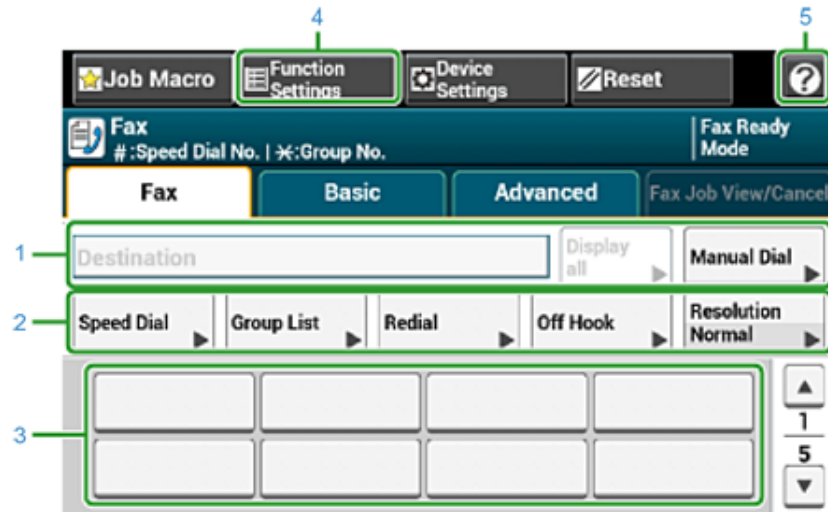 4 5
Job Macro Function Settings Device Settings Reset ?
Fax
#:Speed Dial No. | ⚹:Group No.
Fax Ready
Mode
Fax Basic Advanced Fax Job View/Cancel
1
Destination Display all Manual Dial
2
Speed Dial Group List Redial Off Hook Resolution
Normal
3
1
5